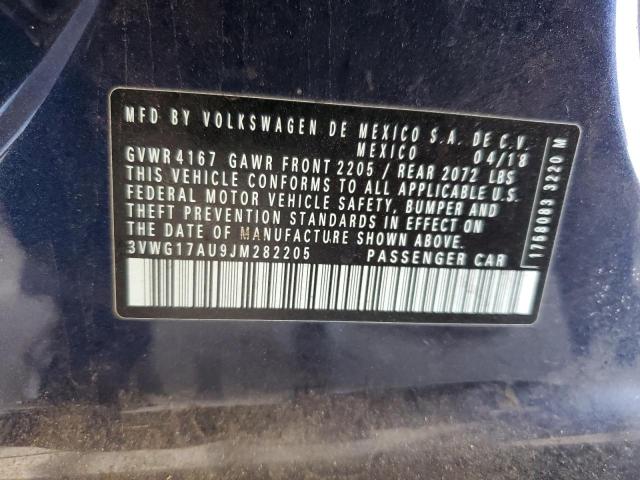 MFD BY VOLKSWAGEN DE MEXICO S.A. DE C.V.
MEXICO 04/18
GVWR 4167 GAWR FRONT 2205 / REAR 2072 LBS
THIS VEHICLE CONFORMS TO ALL APPLICABLE U.S.
FEDERAL MOTOR VEHICLE SAFETY, BUMPER AND
THEFT PREVENTION STANDARDS IN EFFECT ON
THE DATE OF MANUFACTURE SHOWN ABOVE.
3VWG17AU9JM282205 PASSENGER CAR
1758083 3220 M